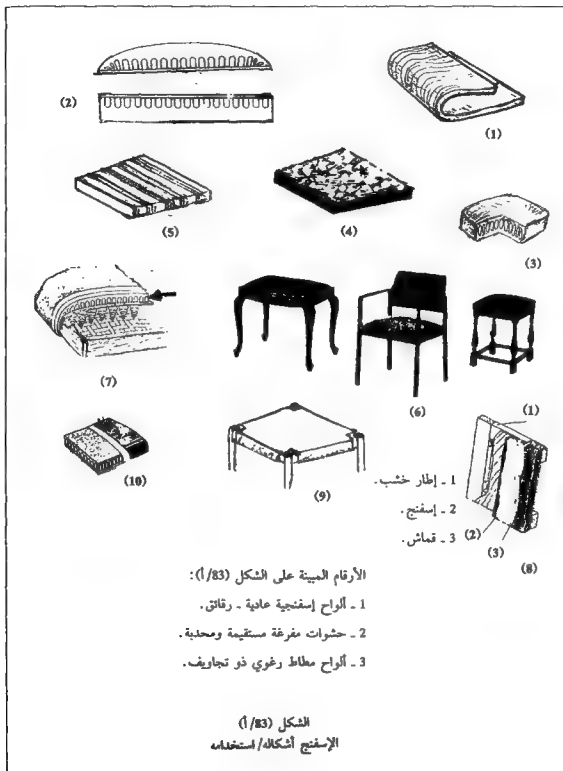 (2)
(1)
(5)
(4)
(3)
(7)
(6)
(1)
(10)
(9)
1 ـ إطار خشب.
2 ـ إسفنج.
3 ـ قماش.
(2)
(3)
(8)
الأرقام المبينة على الشكل (83/أ):
1 ـ ألواح إسفنجية عادية ـ رقائق.
2 ـ حشوات مفرغة مستقيمة ومحدبة.
3 ـ ألواح مطاط رغوي ذو تجاويف.
الشكل (83/أ)
الإسفنج أشكاله/استخدامه